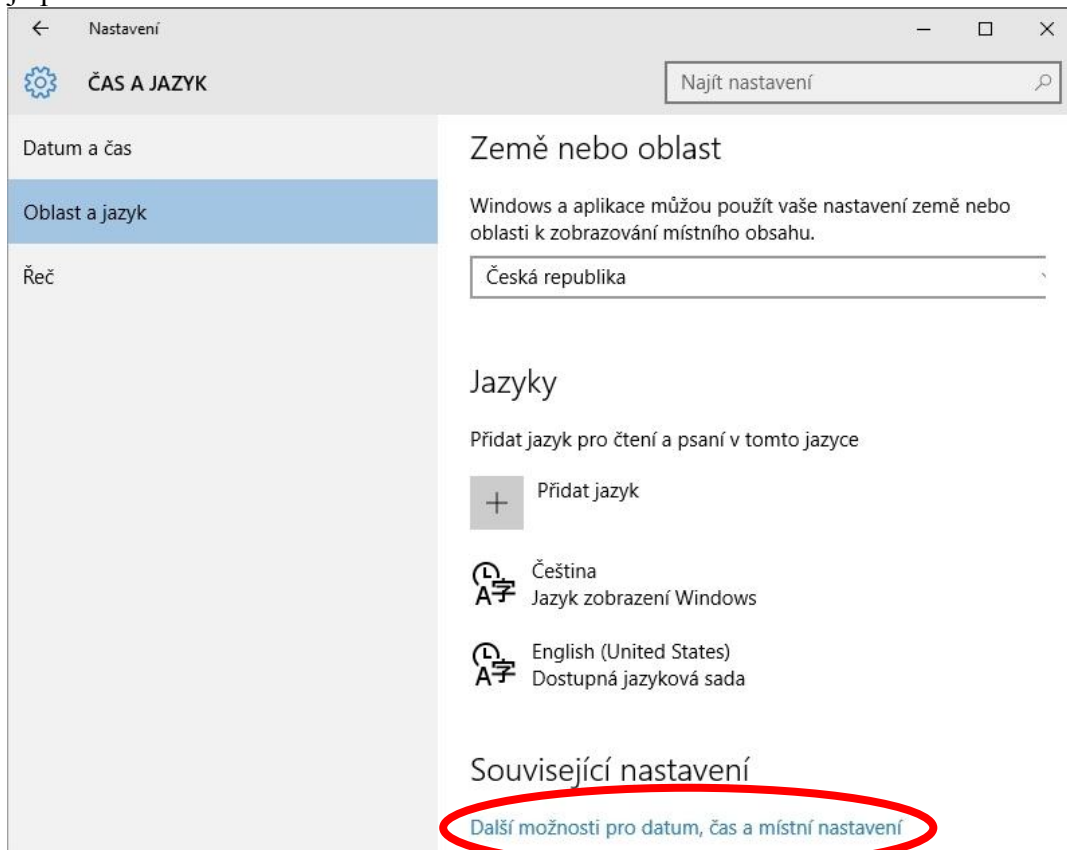 Nastavení
ČAS A JAZYK
Najít nastavení
Datum a čas
Oblast a jazyk
Řeč
Země nebo oblast
Windows a aplikace můžou použít vaše nastavení země nebo
oblasti k zobrazování místního obsahu.
Česká republika
Jazyky
Přidat jazyk pro čtení a psaní v tomto jazyce
Přidat jazyk
Čeština
Jazyk zobrazení Windows
English (United States)
Dostupná jazyková sada
Související nastavení
Další možnosti pro datum, čas a místní nastavení